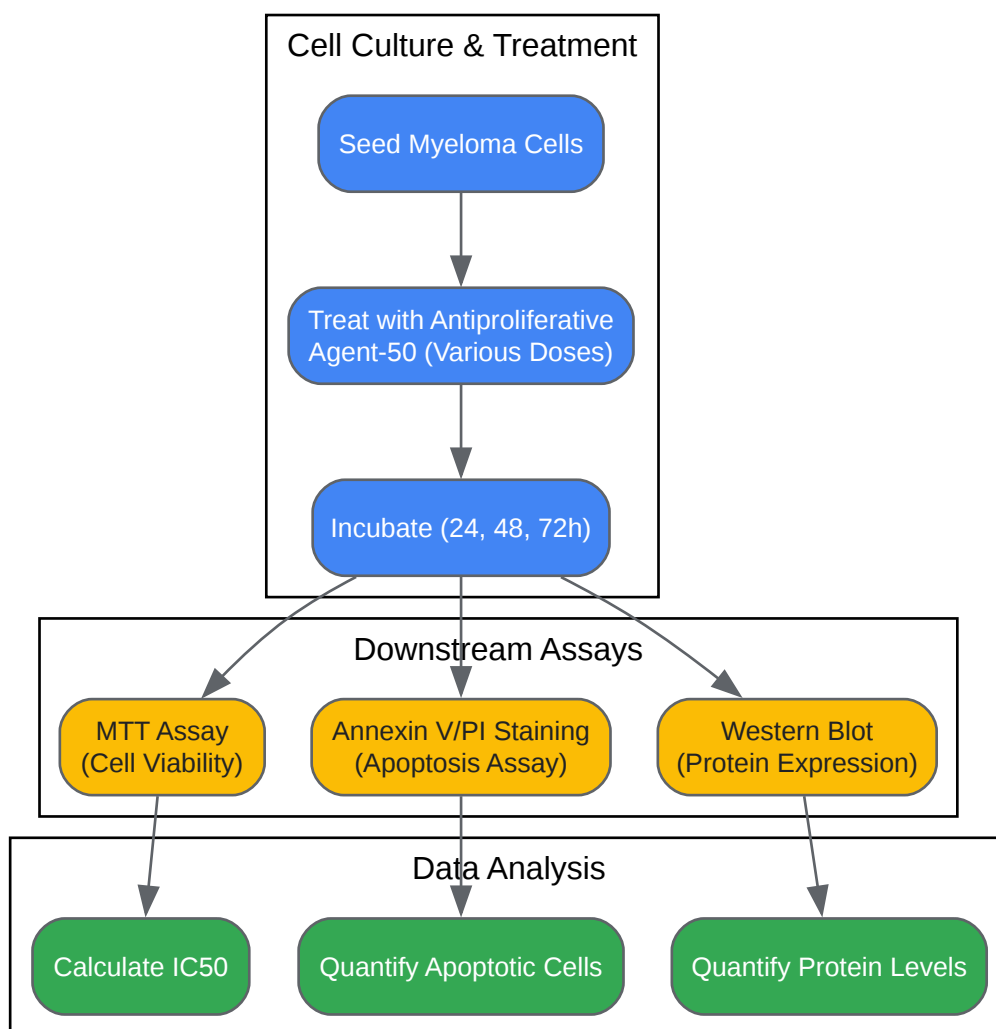 Cell Culture & Treatment
Seed Myeloma Cells
Treat with Antiproliferative
Agent-50 (Various Doses)
Incubate (24, 48, 72h)
Downstream Assays
MTT Assay
(Cell Viability)
Annexin V/PI Staining
(Apoptosis Assay)
Western Blot
(Protein Expression)
Data Analysis
Calculate IC50
Quantify Apoptotic Cells
Quantify Protein Levels